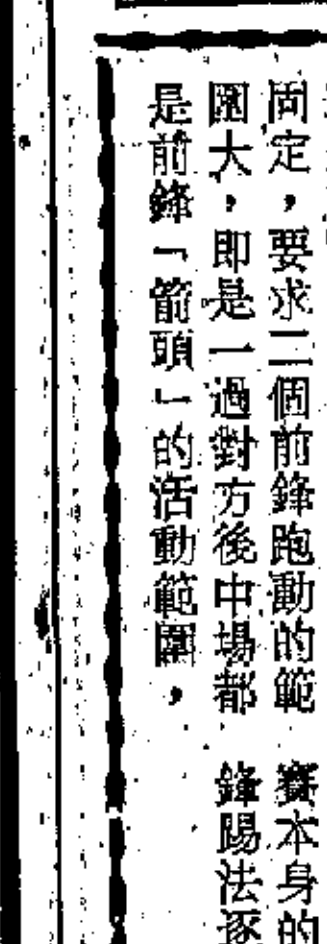 固定，要求二個前鋒跑動的範
圍大，即是一過對方後中場都
是前鋒「箭頭」的活動範圍，
賽本身的
鋒踢法逐